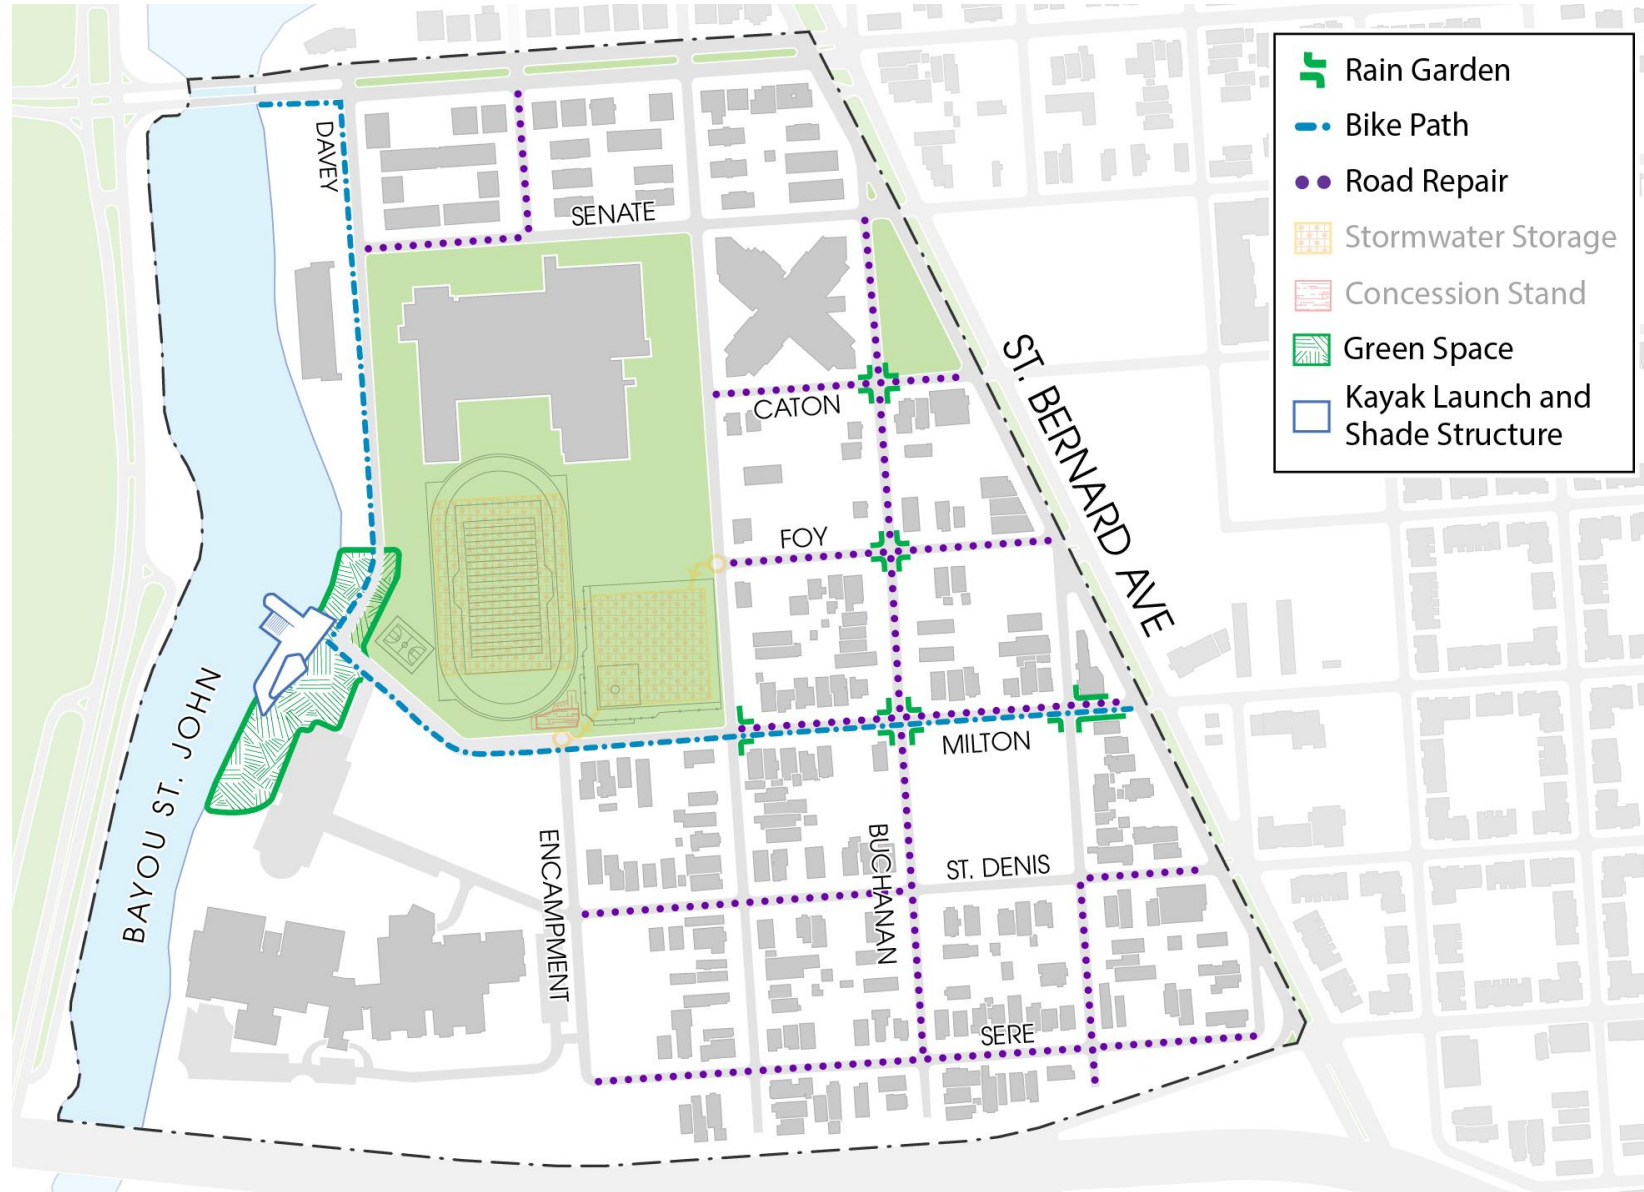 Rain Garden
Bike Path
Road Repair
Stormwater Storage
Concession Stand
Green Space
Kayak Launch and
Shade Structure
DAVEY
SENATE
CATON
ST. BERNARD AVE
FOY
BAYOU ST. JOHN
MILTON
ENCAMPMENT
BUCHANAN
ST. DENIS
SERE